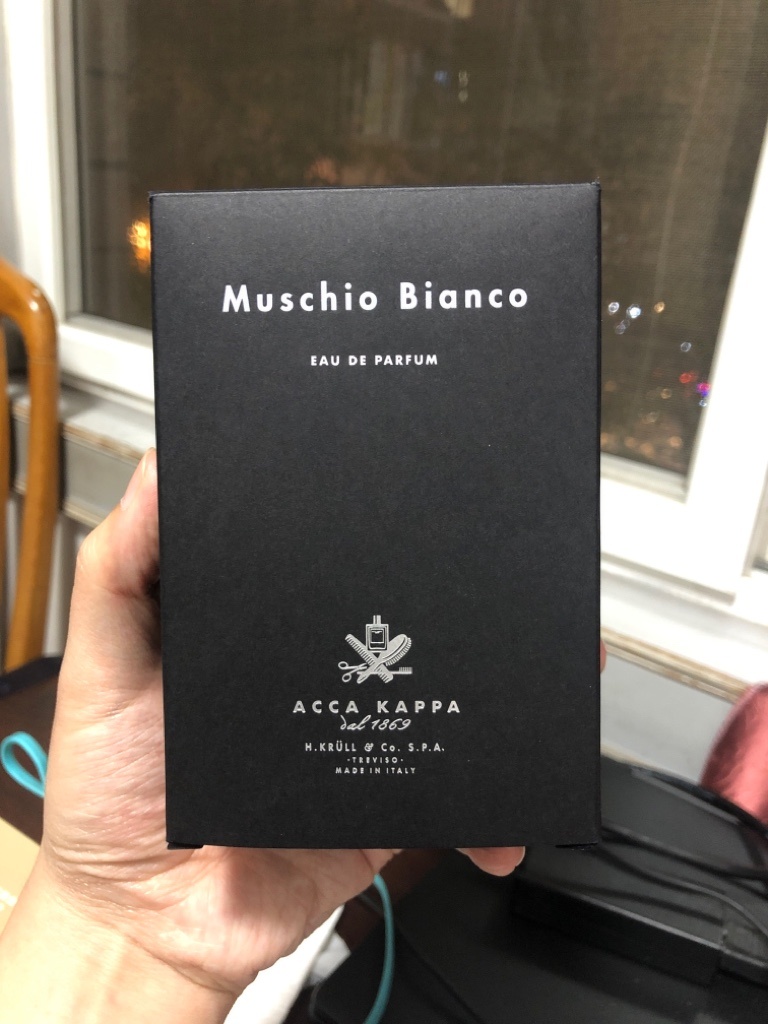 Muschio Bianco
EAU DE PARFUM
ACCA KAPPA
dal 1869
H.KRÜLL & Co. S.P.A.
·TREVISO·
MADE IN ITALY